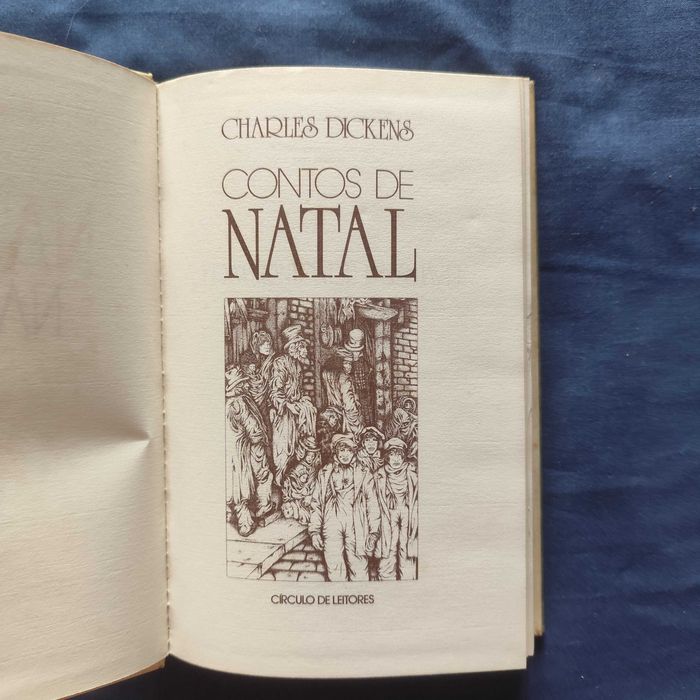 CHARLES DICKENS
CONTOS DE
NATAL
CÍRCULO DE LEITORES